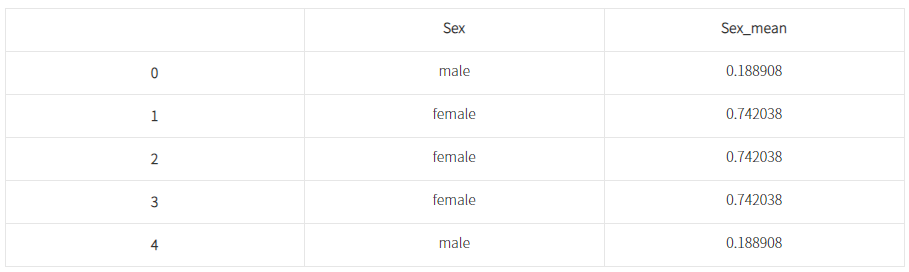 Sex Sex_mean
0 male 0.188908
1 female 0.742038
2 female 0.742038
3 female 0.742038
4 male 0.188908